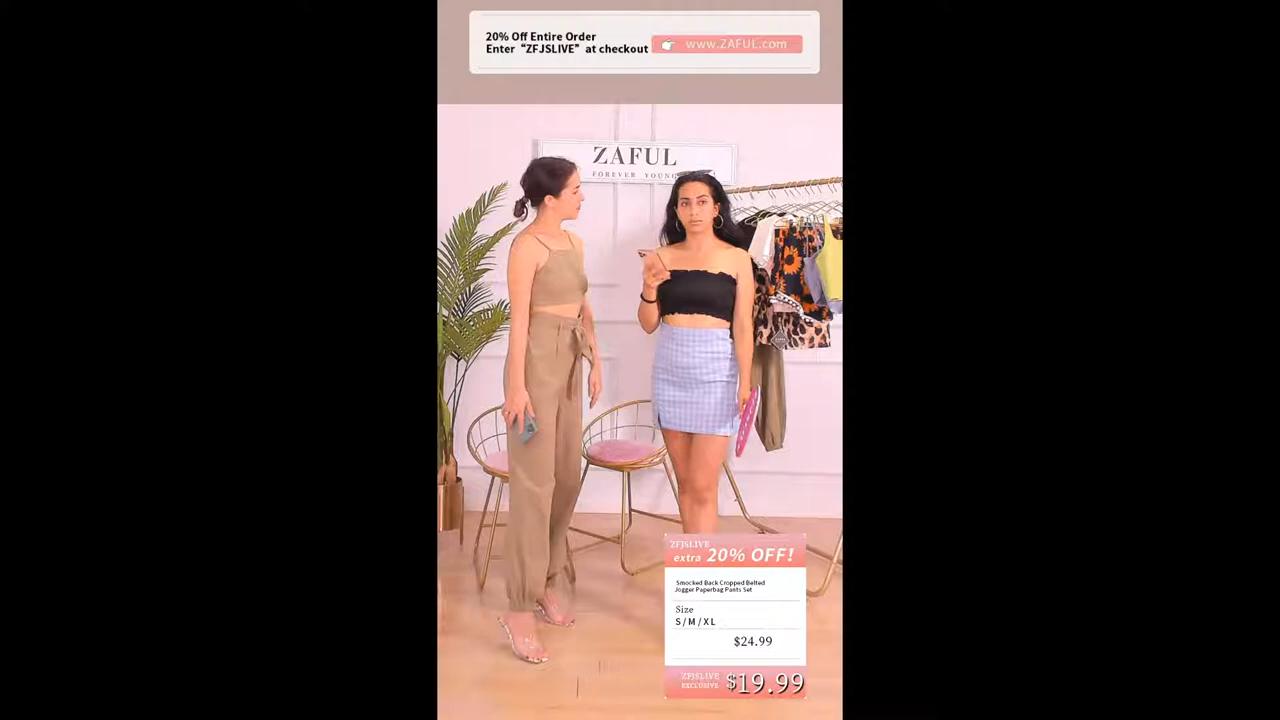 20% Off Entire Order
Enter “ZFJSLIVE” at checkout
www.ZAFUL.com
ZAFUL
FOREVER YOUNG
ZFJSLIVE
extra 20% OFF!
Smocked Back Cropped Belted
Jogger Paperbag Pants Set
Size
S/M/XL
$24.99
ZFJSLIVE
EXCLUSIVE
$19.99